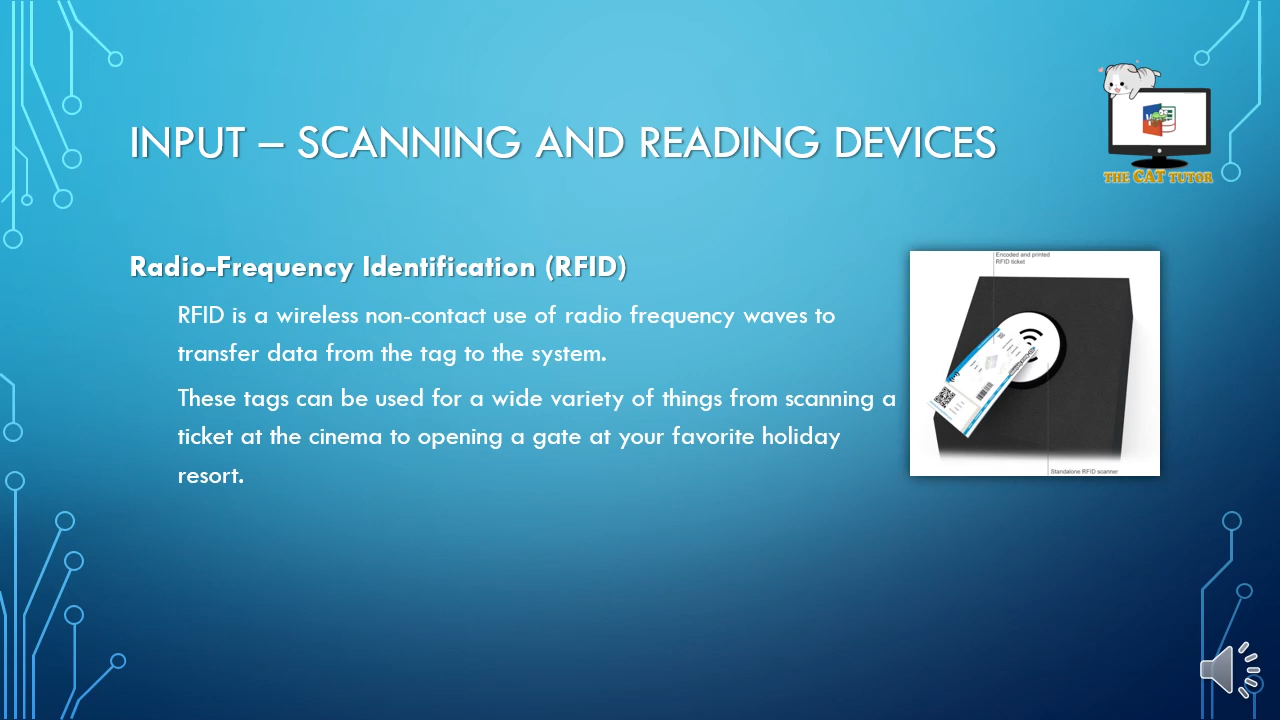 INPUT – SCANNING AND READING DEVICES
THE CAT TUTOR
Radio-Frequency Identification (RFID)
RFID is a wireless non-contact use of radio frequency waves to
transfer data from the tag to the system.
These tags can be used for a wide variety of things from scanning a
ticket at the cinema to opening a gate at your favorite holiday
resort.
Encoded and printed
RFID ticket
Standalone RFID scanner